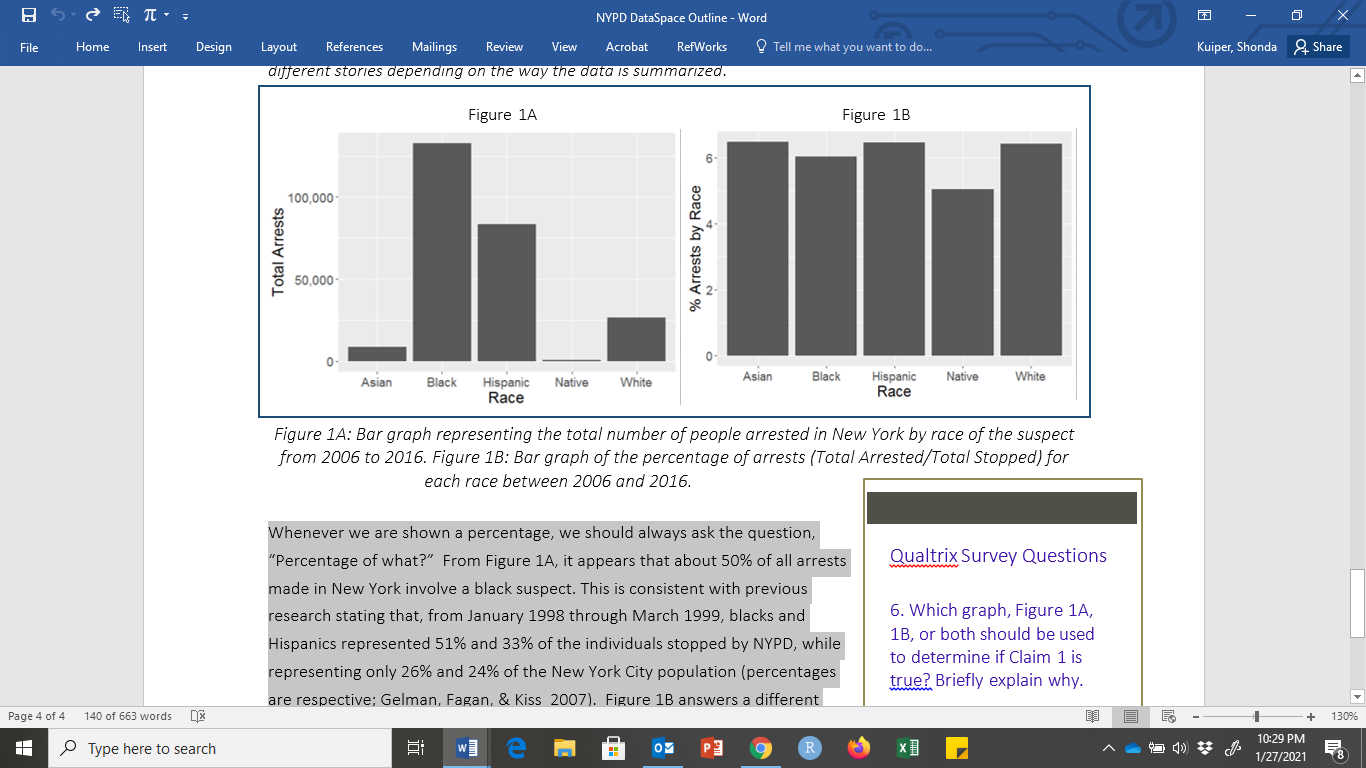 NYPD DataSpace Outline - Word
File Home Insert Design Layout References Mailings Review View Acrobat RefWorks Tell me what you want to do... Kuiper, Shonda Share
different stories depending on the way the data is summarized.
Figure 1A
Total Arrests
100,000
50,000
0
Asian Black Hispanic Native White
Race
Figure 1B
% Arrests by Race
6
4
2
0
Asian Black Hispanic Native White
Race
Figure 1A: Bar graph representing the total number of people arrested in New York by race of the suspect
from 2006 to 2016. Figure 1B: Bar graph of the percentage of arrests (Total Arrested/Total Stopped) for
each race between 2006 and 2016.
Whenever we are shown a percentage, we should always ask the question,
“Percentage of what?” From Figure 1A, it appears that about 50% of all arrests
made in New York involve a black suspect. This is consistent with previous
research stating that, from January 1998 through March 1999, blacks and
Hispanics represented 51% and 33% of the individuals stopped by NYPD, while
representing only 26% and 24% of the New York City population (percentages
are respective; Gelman, Fagan, & Kiss 2007). Figure 1B answers a different
Qualtrix Survey Questions
6. Which graph, Figure 1A,
1B, or both should be used
to determine if Claim 1 is
true? Briefly explain why.
Page 4 of 4 140 of 663 words 130%
Type here to search
10:29 PM
1/27/2021
8